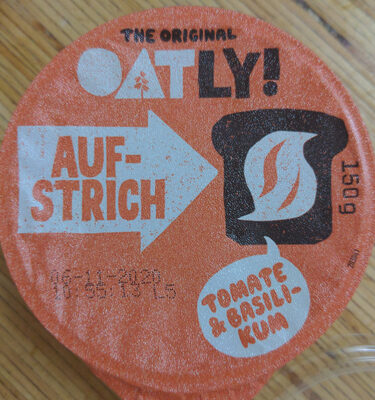 THE ORIGINAL
OATLY!
AUF-
STRICH
150g
06-11-2020
TOMATE
& BASILI-
KUM